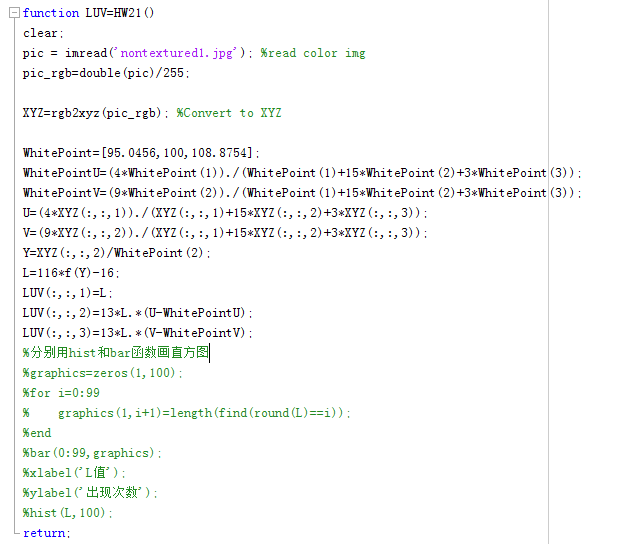 function LUV=HW21()
clear;
pic = imread('nontextured1.jpg'); %read color img
pic_rgb=double(pic)/255;
XYZ=rgb2xyz(pic_rgb); %Convert to XYZ
WhitePoint=[95.0456,100,108.8754];
WhitePointU=(4*WhitePoint(1))./(WhitePoint(1)+15*WhitePoint(2)+3*WhitePoint(3));
WhitePointV=(9*WhitePoint(2))./(WhitePoint(1)+15*WhitePoint(2)+3*WhitePoint(3));
U=(4*XYZ(:,:,1))./(XYZ(:,:,1)+15*XYZ(:,:,2)+3*XYZ(:,:,3));
V=(9*XYZ(:,:,2))./(XYZ(:,:,1)+15*XYZ(:,:,2)+3*XYZ(:,:,3));
Y=XYZ(:,:,2)/WhitePoint(2);
L=116*f(Y)-16;
LUV(:,:,1)=L;
LUV(:,:,2)=13*L.*(U-WhitePointU);
LUV(:,:,3)=13*L.*(V-WhitePointV);
%分别用hist和bar函数画直方图
%graphics=zeros(1,100);
%for i=0:99
%    graphics(1,i+1)=length(find(round(L)==i));
%end
%bar(0:99,graphics);
%xlabel('L值');
%ylabel('出现次数');
%hist(L,100);
return;